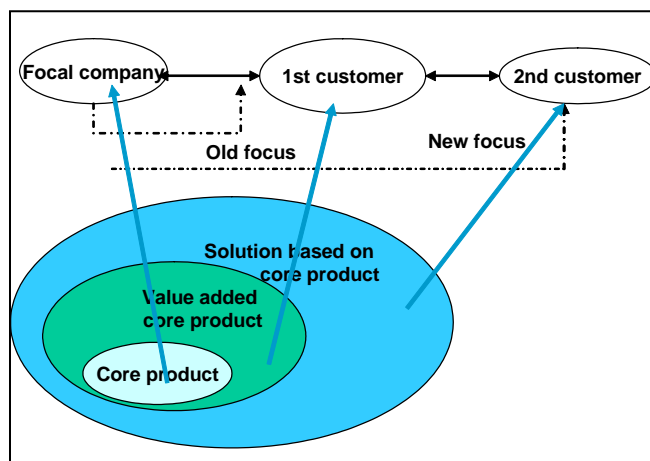 Focal company
1st customer
2nd customer
Old focus
New focus
Solution based on
core product
Value added
core product
Core product